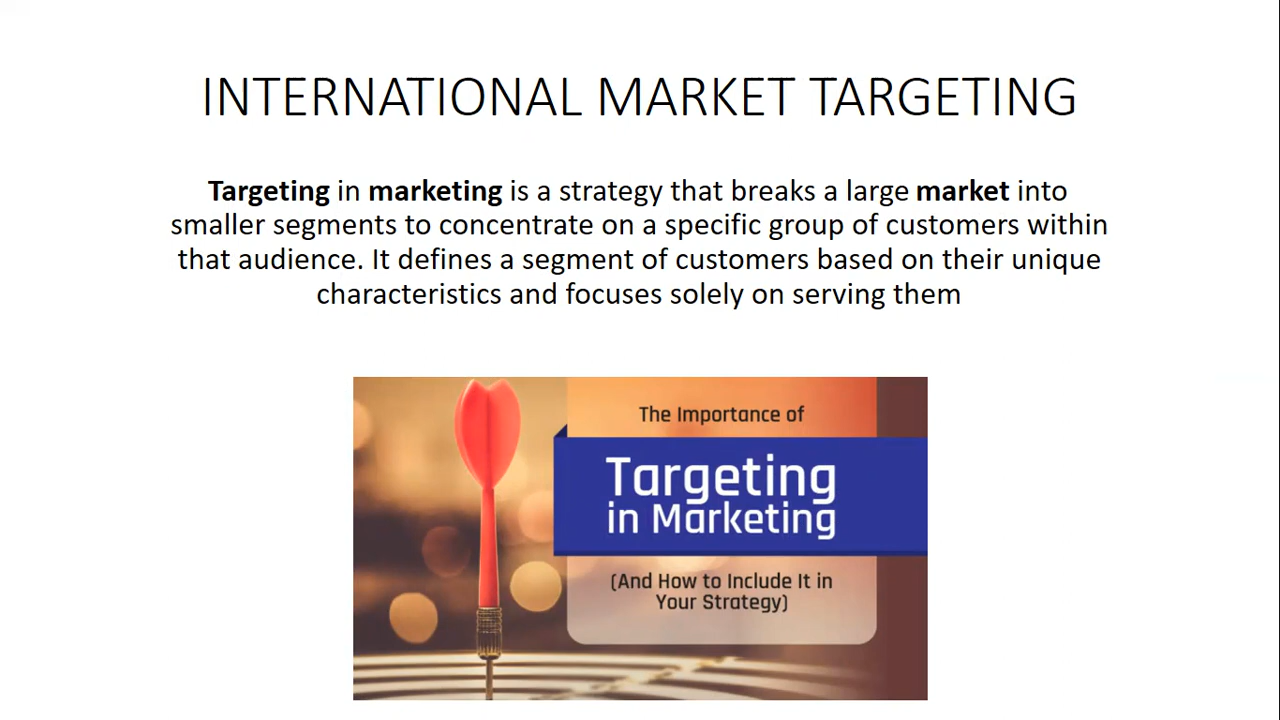 INTERNATIONAL MARKET TARGETING
Targeting in marketing is a strategy that breaks a large market into
smaller segments to concentrate on a specific group of customers within
that audience. It defines a segment of customers based on their unique
characteristics and focuses solely on serving them
The Importance of
Targeting
in Marketing
(And How to Include It in
Your Strategy)